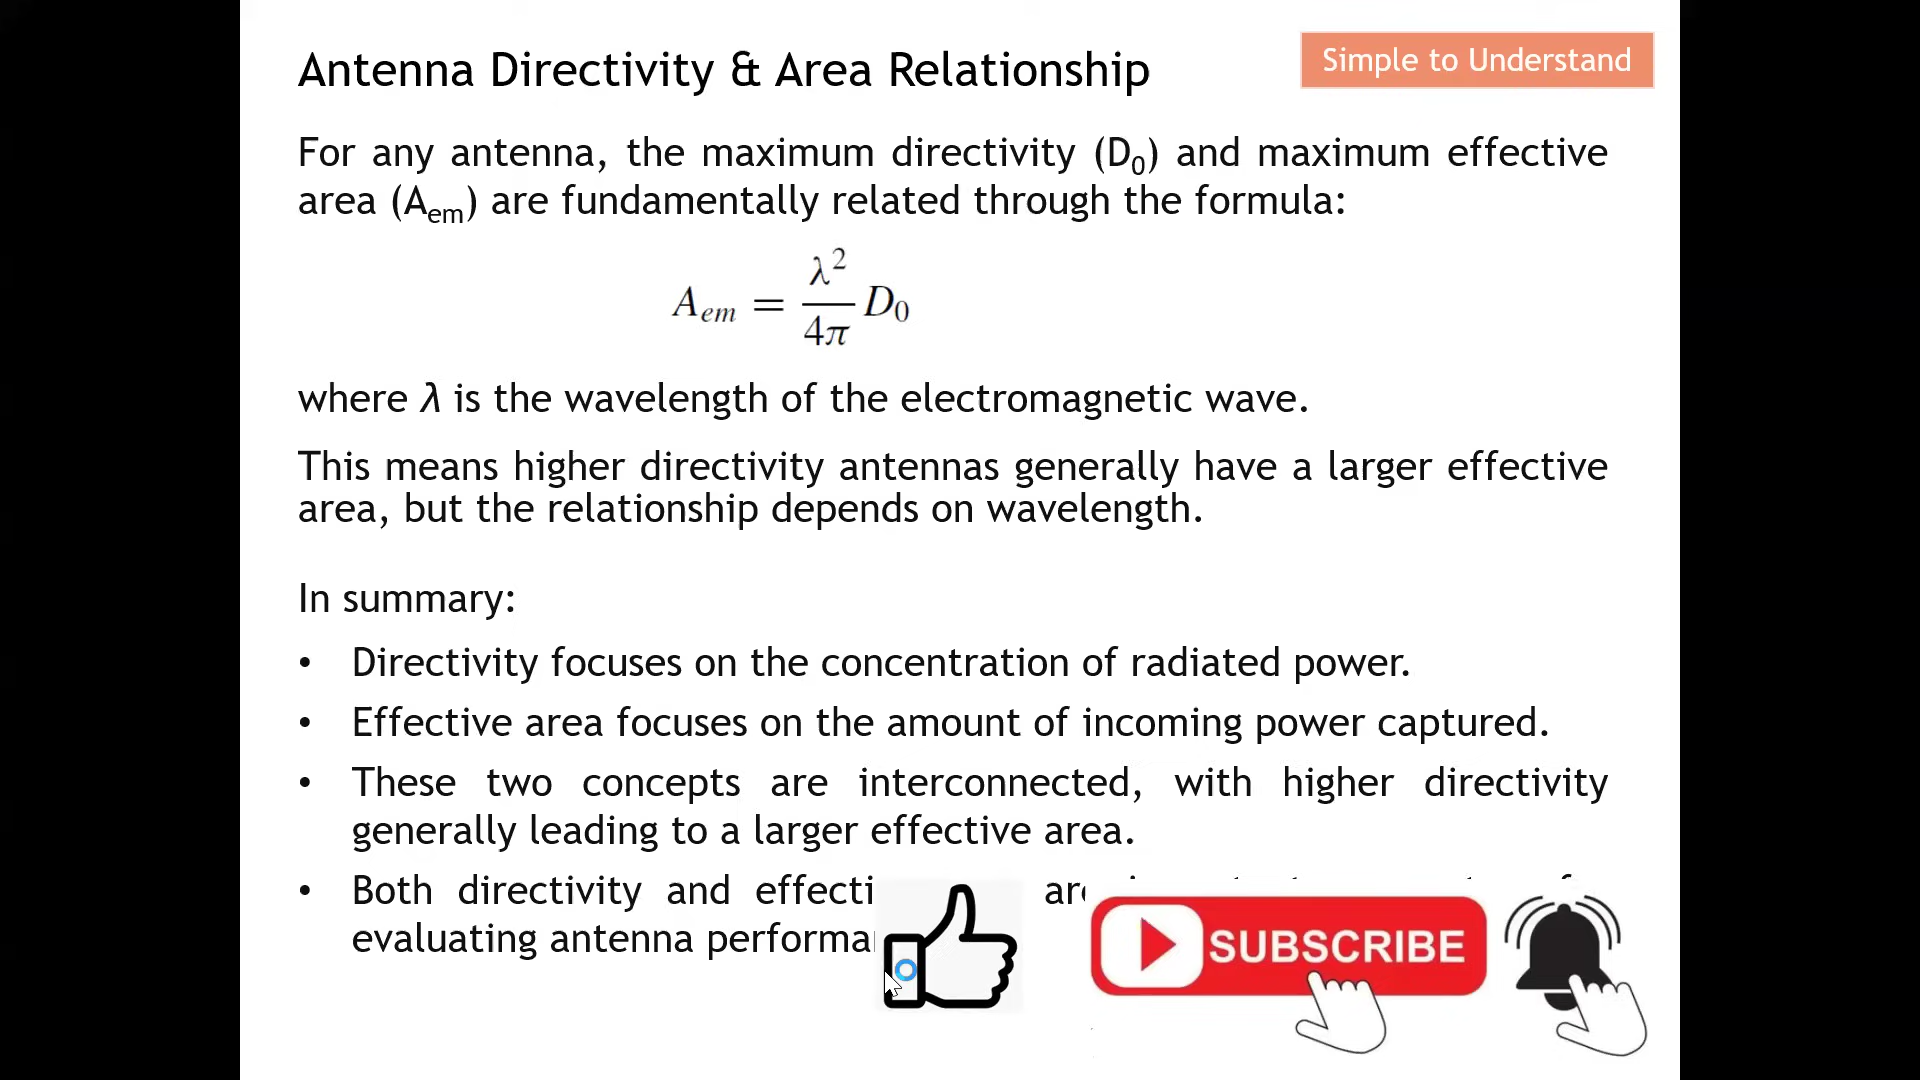 Antenna Directivity & Area Relationship
Simple to Understand
For any antenna, the maximum directivity (D0) and maximum effective
area (Aem) are fundamentally related through the formula:
Aem = λ²/4π D0
where λ is the wavelength of the electromagnetic wave.
This means higher directivity antennas generally have a larger effective
area, but the relationship depends on wavelength.
In summary:
• Directivity focuses on the concentration of radiated power.
• Effective area focuses on the amount of incoming power captured.
• These two concepts are interconnected, with higher directivity
generally leading to a larger effective area.
• Both directivity and
evaluating antenna
SUBSCRIBE